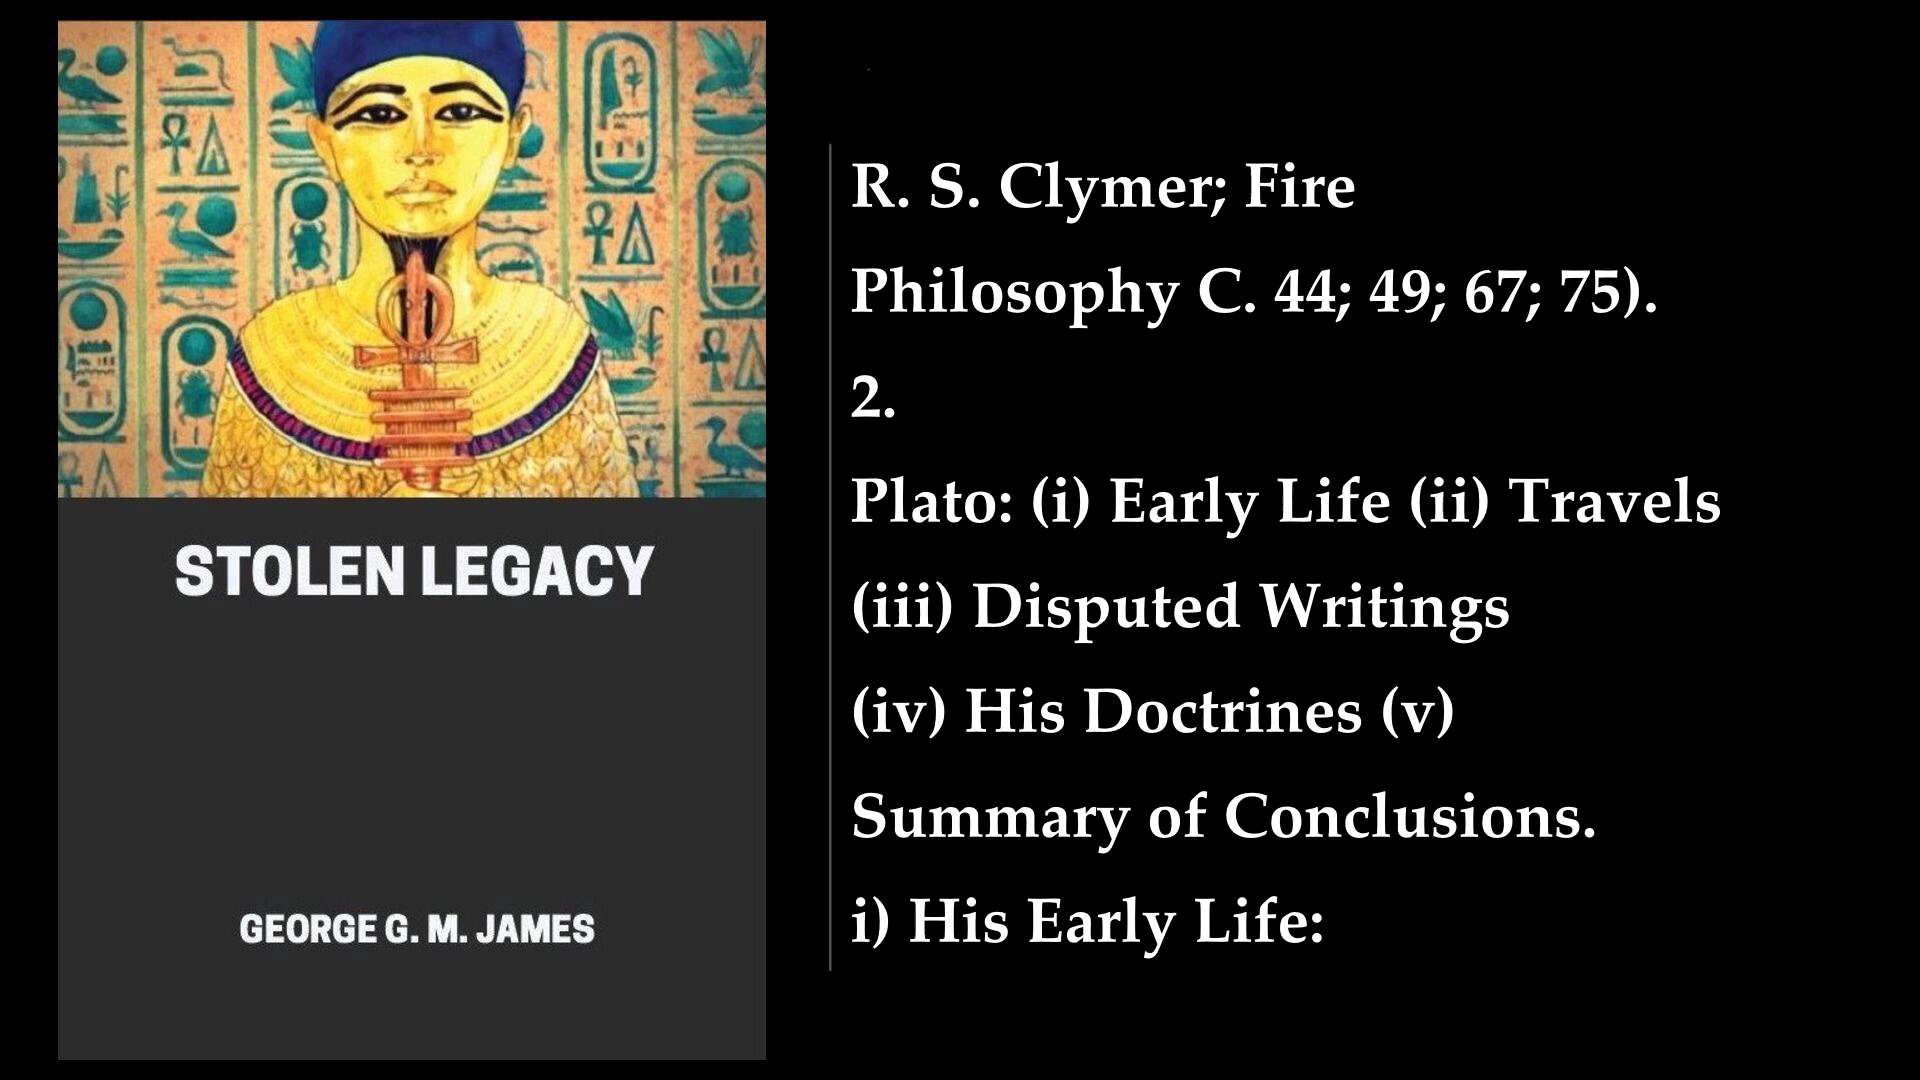 STOLEN LEGACY
GEORGE G. M. JAMES
R. S. Clymer; Fire
Philosophy C. 44; 49; 67; 75).
2.
Plato: (i) Early Life (ii) Travels
(iii) Disputed Writings
(iv) His Doctrines (v)
Summary of Conclusions.
i) His Early Life: